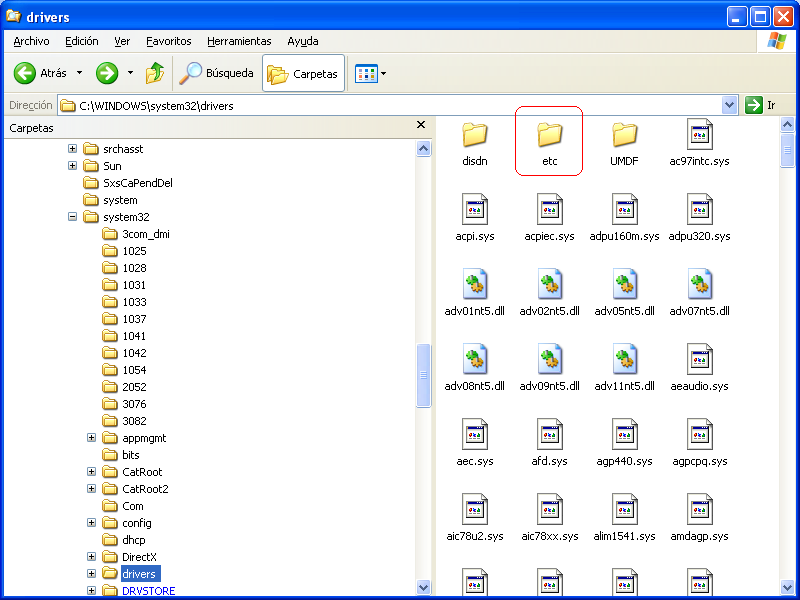 drivers
Archivo Edición Ver Favoritos Herramientas Ayuda
Atrás Búsqueda Carpetas
Dirección C:\WINDOWS\system32\drivers Ir
Carpetas
srchasst
Sun
SxsCaPendDel
system
system32
3com_dmi
1025
1028
1031
1033
1037
1041
1042
1054
2052
3076
3082
appmgmt
bits
CatRoot
CatRoot2
Com
config
dhcp
DirectX
drivers
DRVSTORE
disdn etc UMDF ac97intc.sys
acpi.sys acpiec.sys adpu160m.sys adpu320.sys
adv01nt5.dll adv02nt5.dll adv05nt5.dll adv07nt5.dll
adv08nt5.dll adv09nt5.dll adv11nt5.dll aeaudio.sys
aec.sys afd.sys agp440.sys agpcpq.sys
aic78u2.sys aic78xx.sys alim1541.sys amdagp.sys